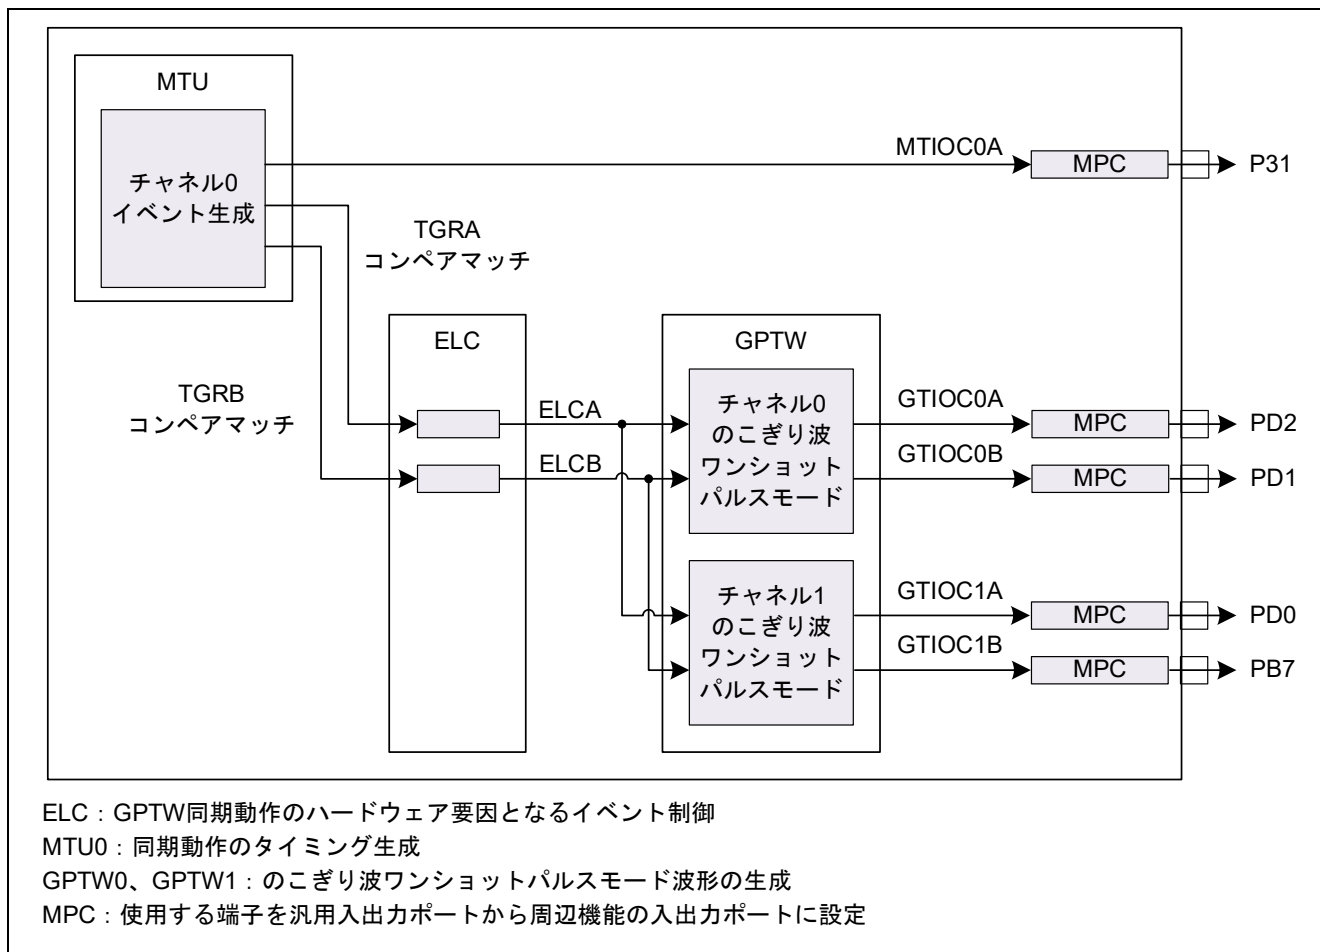 MTU
チャネル0
イベント生成
MTIOC0A
MPC
P31
TGRA
コンペアマッチ
ELC
GPTW
TGRB
コンペアマッチ
ELCA
ELCB
チャネル0
のこぎり波
ワンショット
パルスモード
GTIOC0A
MPC
PD2
GTIOC0B
MPC
PD1
チャネル1
のこぎり波
ワンショット
パルスモード
GTIOC1A
MPC
PD0
GTIOC1B
MPC
PB7
ELC：GPTW同期動作のハードウェア要因となるイベント制御
MTU0：同期動作のタイミング生成
GPTW0、GPTW1：のこぎり波ワンショットパルスモード波形の生成
MPC：使用する端子を汎用入出力ポートから周辺機能の入出力ポートに設定